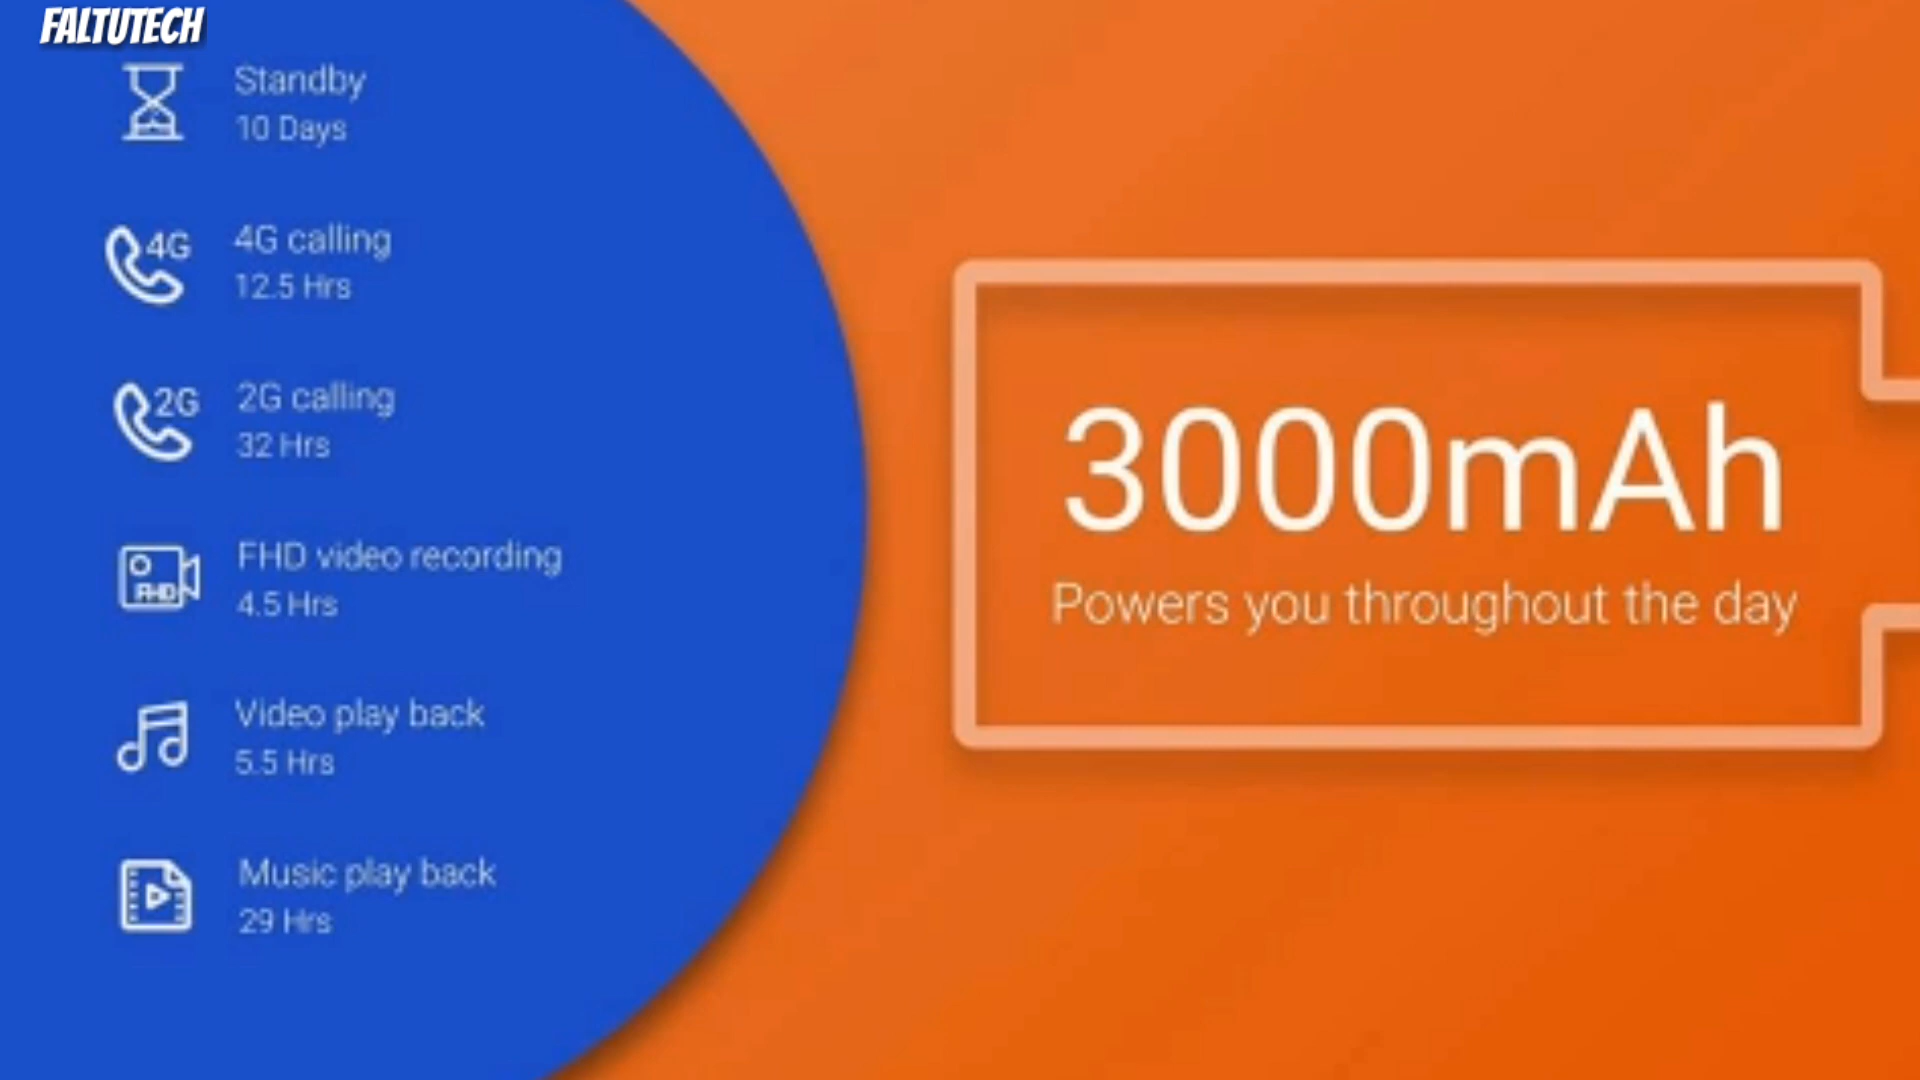 FALTUTECH
Standby
10 Days
4G
4G calling
12.5 Hrs
2G
2G calling
32 Hrs
FHD
FHD video recording
4.5 Hrs
Video play back
5.5 Hrs
Music play back
29 Hrs
3000mAh
Powers you throughout the day